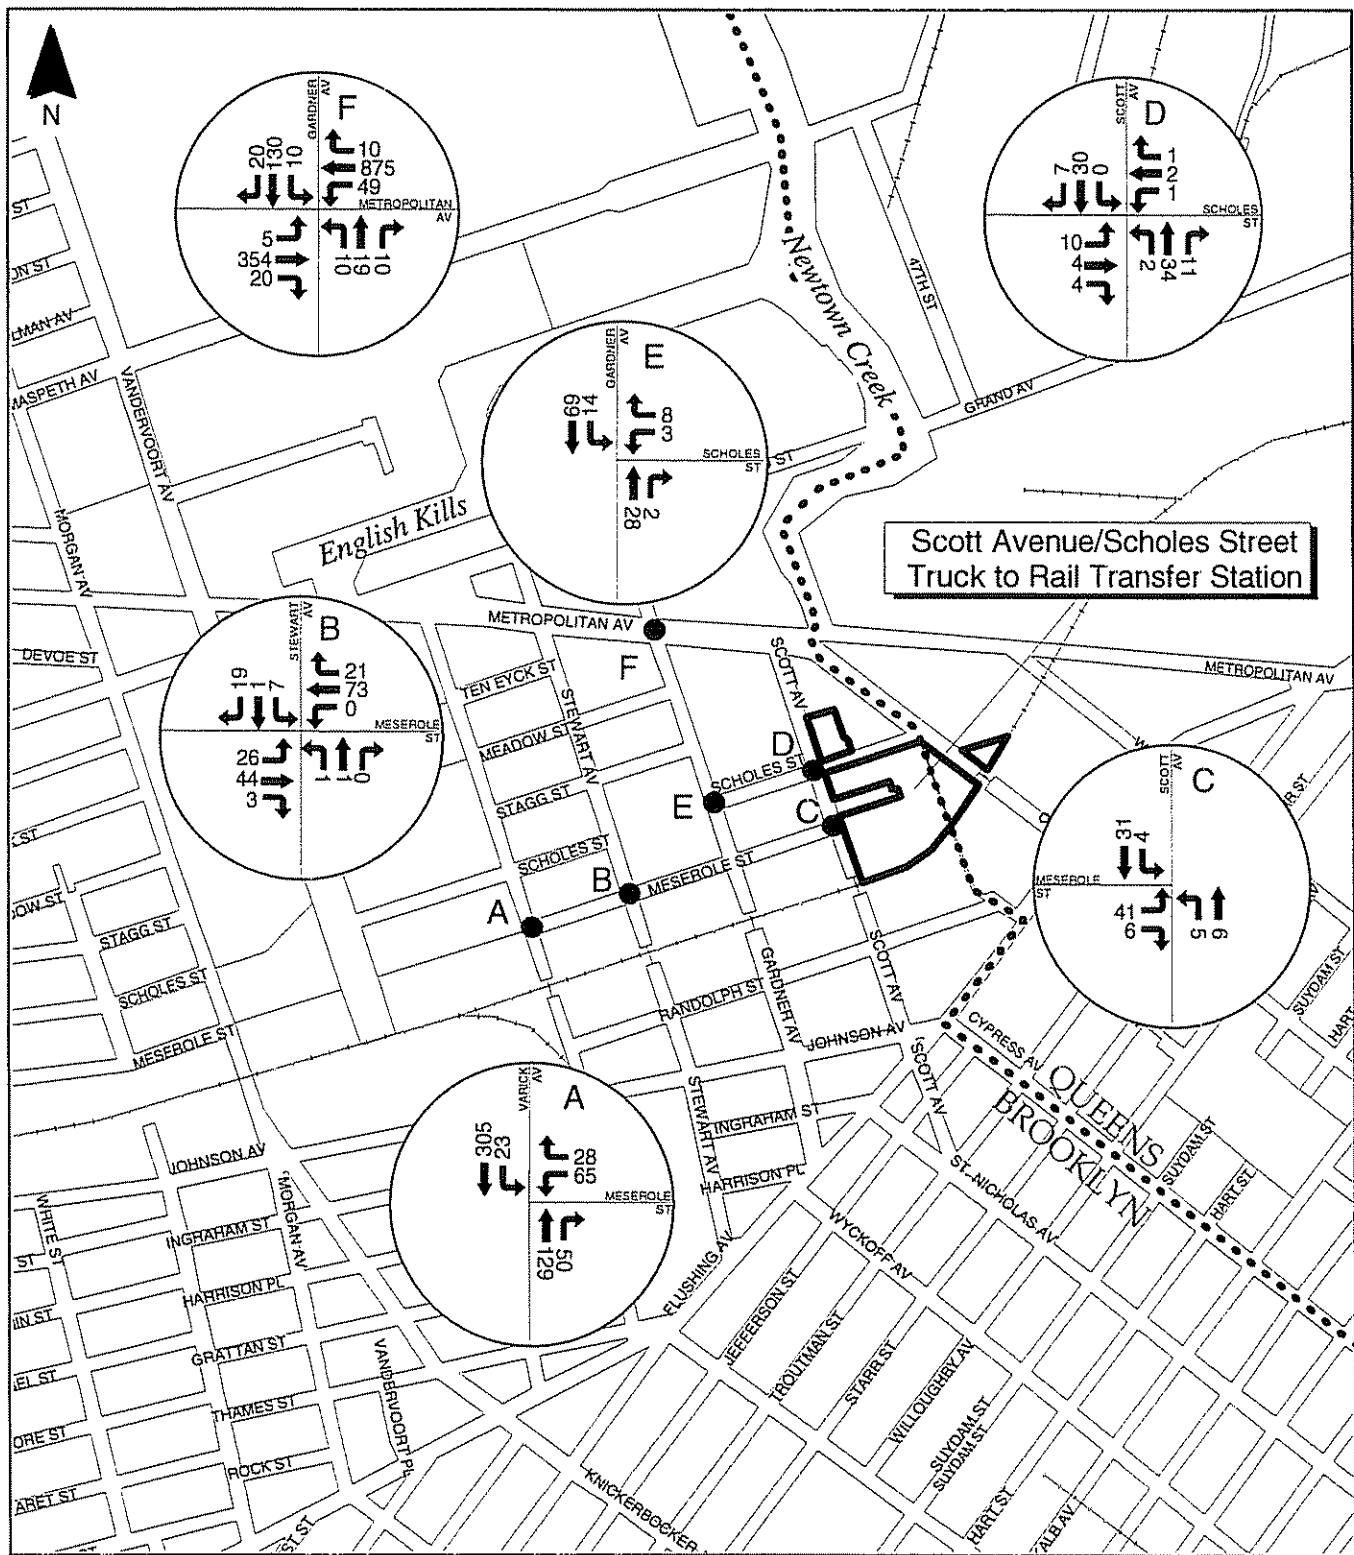 N
GARDNER
AV
F
20
130
10
10
875
49
METROPOLITAN
AV
5
354
20
10
19
10
SCOTT
AV
D
7
30
0
1
2
1
SCHOLES
ST
10
4
4
2
34
11
GARDNER
AV
E
69
14
8
3
SCHOLES
ST
28
2
ST
Newtown Creek
47TH ST
GRAND AV
ST
MASPETH AV
VANDERVOORT AV
MORGAN AV
English Kills
Scott Avenue/Scholes Street
Truck to Rail Transfer Station
STEWART
AV
B
19
1
7
21
73
0
MESEROLE
ST
26
44
3
1
1
0
DEVOE ST
METROPOLITAN AV
F
METROPOLITAN AV
SCOTT AV
TEN EYCK ST
STEWART AV
MEADOW ST
STAGG ST
SCHOLES ST
SCHOLES ST
D
E
C
MESEROLE ST
B
A
SCOTT
AV
C
31
4
MESEROLE
ST
41
6
5
6
STAGG ST
SCHOLES ST
MESEROLE ST
RANDOLPH ST
GARDNER AV
SCOTT AV
JOHNSON AV
SCOTT AV
CYPRESS AV
SUYDAM ST
HART
QUEENS
BROOKLYN
VARICK
AV
A
305
23
28
65
MESEROLE
ST
129
50
STEWART AV
INGRAHAM ST
HARRISON PL
ST. NICHOLAS AV
SUYDAM ST
HART ST
JOHNSON AV
WHITE ST
MORGAN AV
INGRAHAM ST
HARRISON PL
GRATTAN ST
THAMES ST
ROCK ST
VANDERVOORT PL
FLUSHING AV
WYCKOFF AV
JEFFERSON ST
TROUTMAN ST
STARR ST
WILLOUGHBY AV
SUYDAM ST
SUYDAM ST
HART ST
KNICKERBOCKER